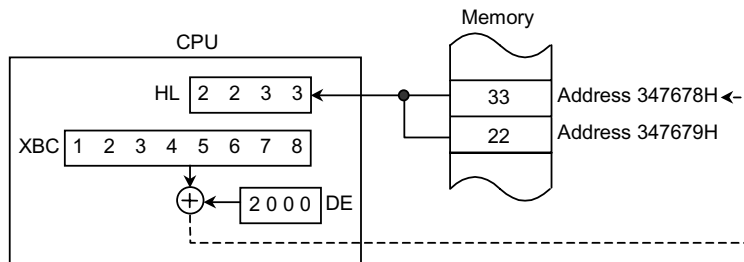 Memory
CPU
HL 2 2 3 3
33 Address 347678H
22 Address 347679H
XBC 1 2 3 4 5 6 7 8
+ 2 0 0 0 DE